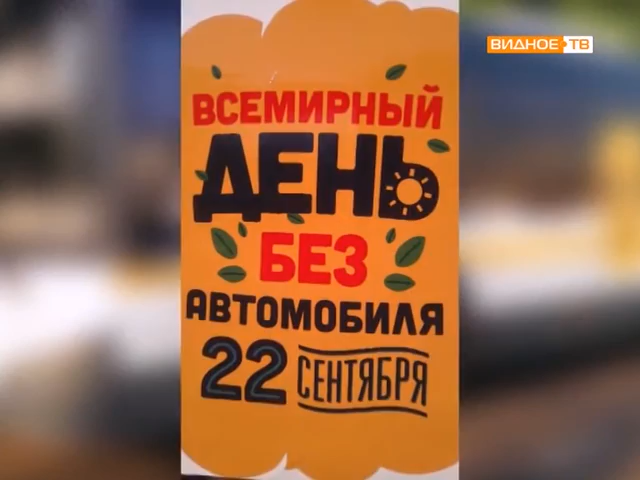 ВИДНОЕ ТВ
ВСЕМИРНЫЙ
ДЕНЬ
БЕЗ
АВТОМОБИЛЯ
22 СЕНТЯБРЯ